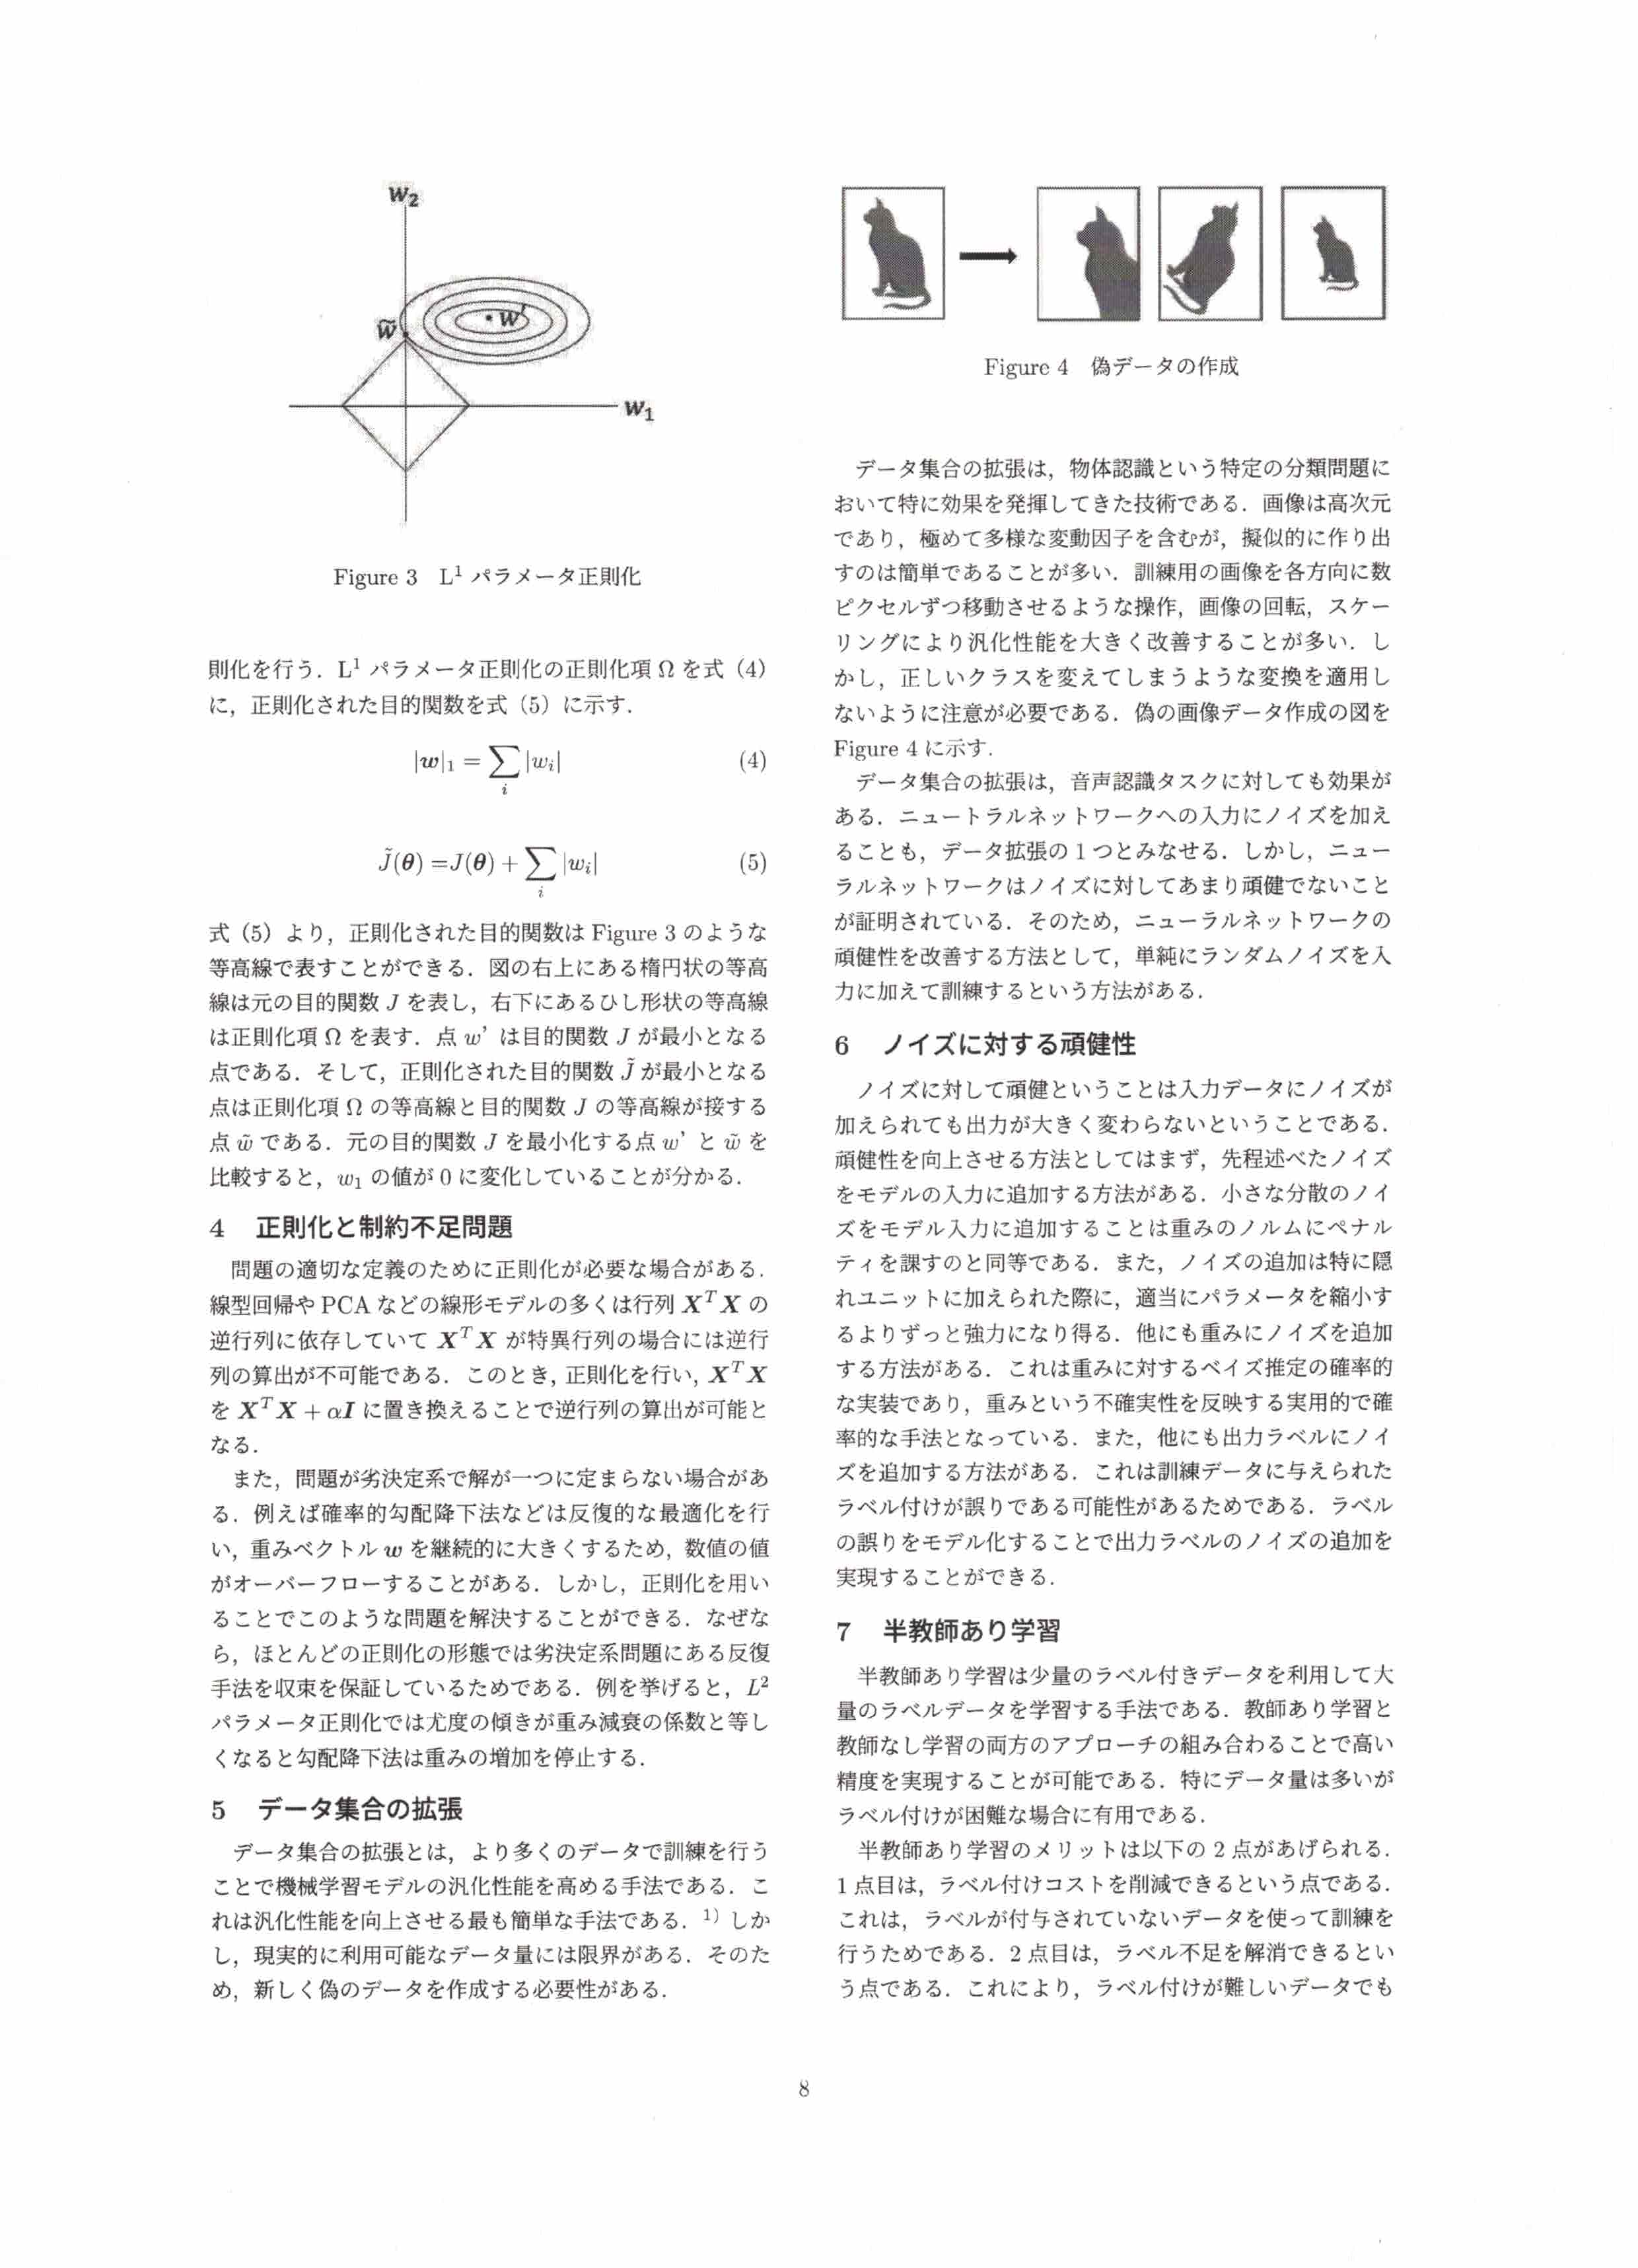 w₂
w̃
w'
w₁
Figure 3　L¹ パラメータ正則化
則化を行う．L¹ パラメータ正則化の正則化項 Ω を式（4）
に，正則化された目的関数を式（5）に示す．
|w|₁ = ∑ᵢ |wᵢ|　(4)
J̃(θ) =J(θ) + ∑ᵢ |wᵢ|　(5)
式（5）より，正則化された目的関数は Figure 3 のような
等高線で表すことができる．図の右上にある楕円状の等高
線は元の目的関数 J を表し，右下にあるひし形状の等高線
は正則化項 Ω を表す．点 w’ は目的関数 J が最小となる
点である．そして，正則化された目的関数 J̃ が最小となる
点は正則化項 Ω の等高線と目的関数 J の等高線が接する
点 w̃ である．元の目的関数 J を最小化する点 w’ と w̃ を
比較すると，w₁ の値が 0 に変化していることが分かる．
4　正則化と制約不足問題
問題の適切な定義のために正則化が必要な場合がある．
線型回帰や PCA などの線形モデルの多くは行列 XᵀX の
逆行列に依存していて XᵀX が特異行列の場合には逆行
列の算出が不可能である．このとき, 正則化を行い, XᵀX
を XᵀX + αI に置き換えることで逆行列の算出が可能と
なる．
また，問題が劣決定系で解が一つに定まらない場合があ
る．例えば確率的勾配降下法などは反復的な最適化を行
い，重みベクトル w を継続的に大きくするため，数値の値
がオーバーフローすることがある．しかし，正則化を用い
ることでこのような問題を解決することができる．なぜな
ら，ほとんどの正則化の形態では劣決定系問題にある反復
手法を収束を保証しているためである．例を挙げると，L²
パラメータ正則化では尤度の傾きが重み減衰の係数と等し
くなると勾配降下法は重みの増加を停止する．
5　データ集合の拡張
データ集合の拡張とは，より多くのデータで訓練を行う
ことで機械学習モデルの汎化性能を高める手法である．こ
れは汎化性能を向上させる最も簡単な手法である．¹⁾ しか
し，現実的に利用可能なデータ量には限界がある．そのた
め，新しく偽のデータを作成する必要性がある．
Figure 4　偽データの作成
データ集合の拡張は，物体認識という特定の分類問題に
おいて特に効果を発揮してきた技術である．画像は高次元
であり，極めて多様な変動因子を含むが，擬似的に作り出
すのは簡単であることが多い．訓練用の画像を各方向に数
ピクセルずつ移動させるような操作，画像の回転，スケー
リングにより汎化性能を大きく改善することが多い．し
かし，正しいクラスを変えてしまうような変換を適用し
ないように注意が必要である．偽の画像データ作成の図を
Figure 4 に示す．
データ集合の拡張は，音声認識タスクに対しても効果が
ある．ニュートラルネットワークへの入力にノイズを加え
ることも，データ拡張の 1 つとみなせる．しかし，ニュー
ラルネットワークはノイズに対してあまり頑健でないこと
が証明されている．そのため，ニューラルネットワークの
頑健性を改善する方法として，単純にランダムノイズを入
力に加えて訓練するという方法がある．
6　ノイズに対する頑健性
ノイズに対して頑健ということは入力データにノイズが
加えられても出力が大きく変わらないということである．
頑健性を向上させる方法としてはまず，先程述べたノイズ
をモデルの入力に追加する方法がある．小さな分散のノイ
ズをモデル入力に追加することは重みのノルムにペナル
ティを課すのと同等である．また，ノイズの追加は特に隠
れユニットに加えられた際に，適当にパラメータを縮小す
るよりずっと強力になり得る．他にも重みにノイズを追加
する方法がある．これは重みに対するベイズ推定の確率的
な実装であり，重みという不確実性を反映する実用的で確
率的な手法となっている．また，他にも出力ラベルにノイ
ズを追加する方法がある．これは訓練データに与えられた
ラベル付けが誤りである可能性があるためである．ラベル
の誤りをモデル化することで出力ラベルのノイズの追加を
実現することができる．
7　半教師あり学習
半教師あり学習は少量のラベル付きデータを利用して大
量のラベルデータを学習する手法である．教師あり学習と
教師なし学習の両方のアプローチの組み合わることで高い
精度を実現することが可能である．特にデータ量は多いが
ラベル付けが困難な場合に有用である．
半教師あり学習のメリットは以下の 2 点があげられる．
1 点目は，ラベル付けコストを削減できるという点である．
これは，ラベルが付与されていないデータを使って訓練を
行うためである．2 点目は，ラベル不足を解消できるとい
う点である．これにより，ラベル付けが難しいデータでも
8